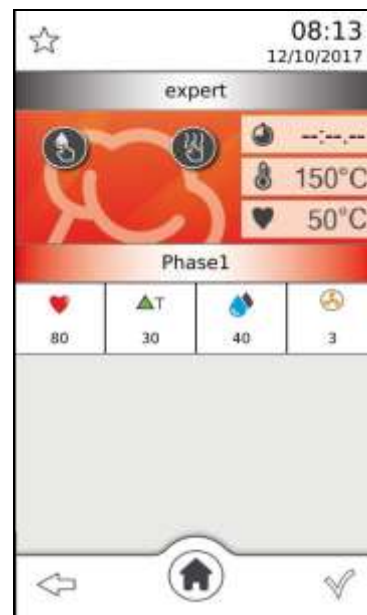 08:13
12/10/2017
expert
--:--.--
150°C
50°C
Phase1
T
80 30 40 3